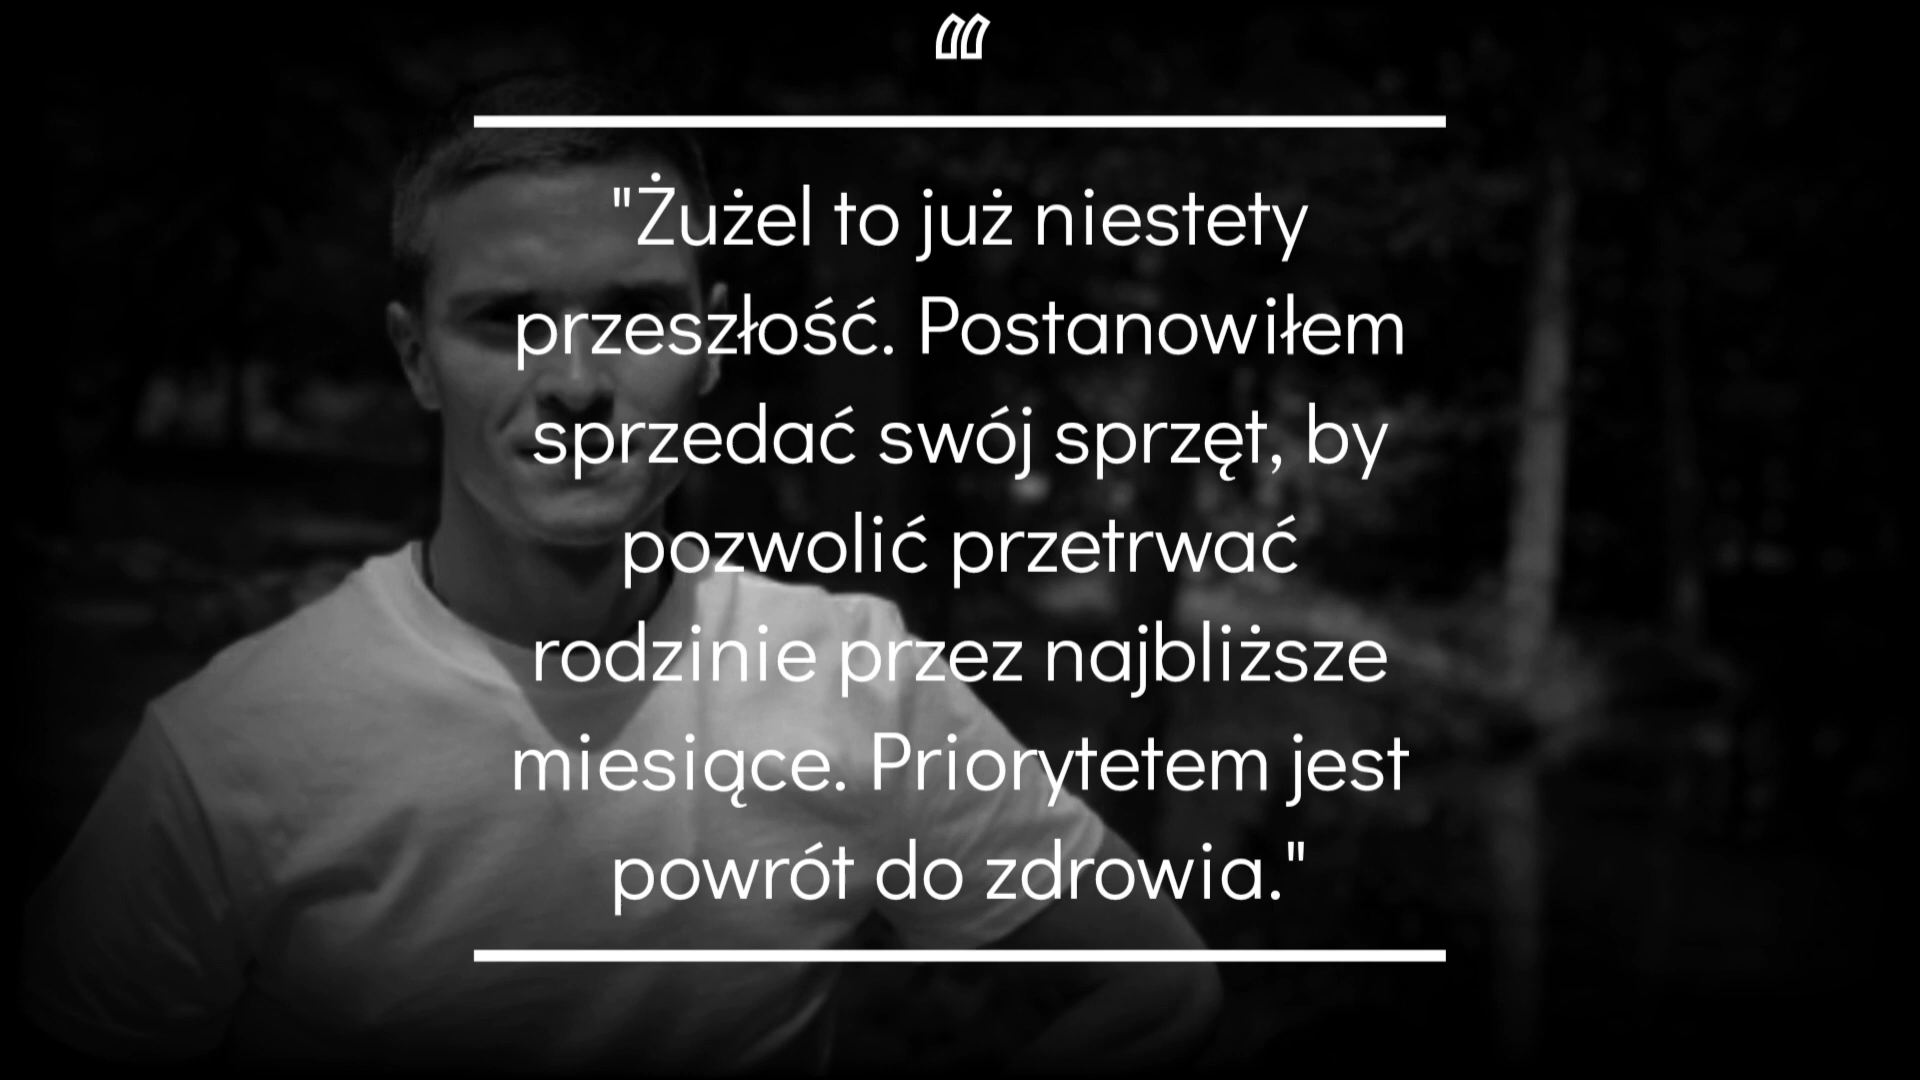 "Żużel to już niestety
przeszłość. Postanowiłem
sprzedać swój sprzęt, by
pozwolić przetrwać
rodzinie przez najbliższe
miesiące. Priorytetem jest
powrót do zdrowia."